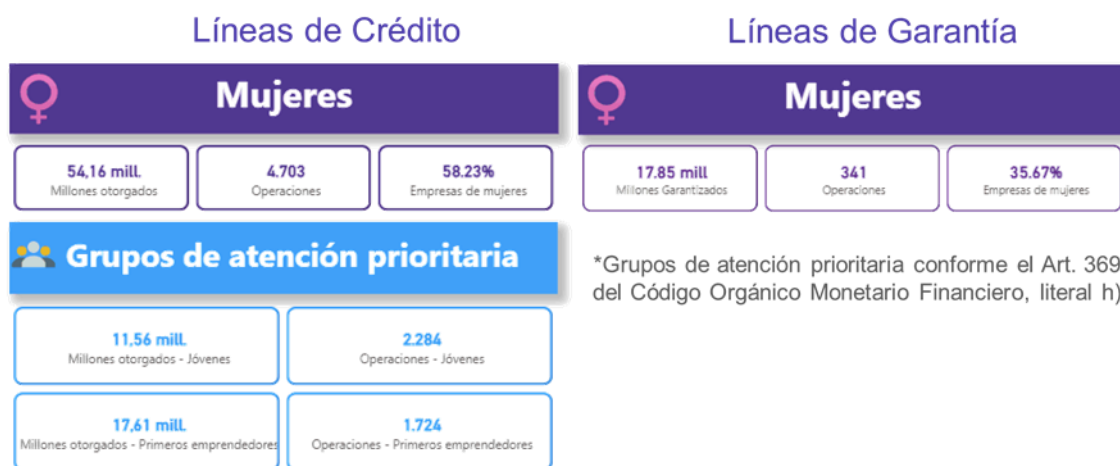 Líneas de Crédito
Mujeres
54,16 mill.
Millones otorgados
4.703
Operaciones
58.23%
Empresas de mujeres
Grupos de atención prioritaria
11,56 mill.
Millones otorgados - Jóvenes
2.284
Operaciones - Jóvenes
17,61 mill.
Millones otorgados - Primeros emprendedores
1.724
Operaciones - Primeros emprendedores
Líneas de Garantía
Mujeres
17.85 mill
Millones Garantizados
341
Operaciones
35.67%
Empresas de mujeres
*Grupos de atención prioritaria conforme el Art. 369
del Código Orgánico Monetario Financiero, literal h)